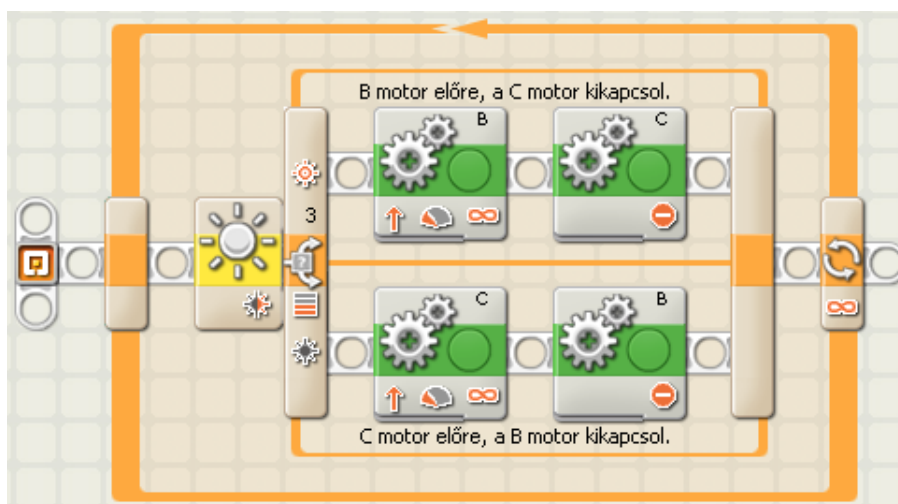 B motor előre, a C motor kikapcsol.
B
C
3
C
B
C motor előre, a B motor kikapcsol.